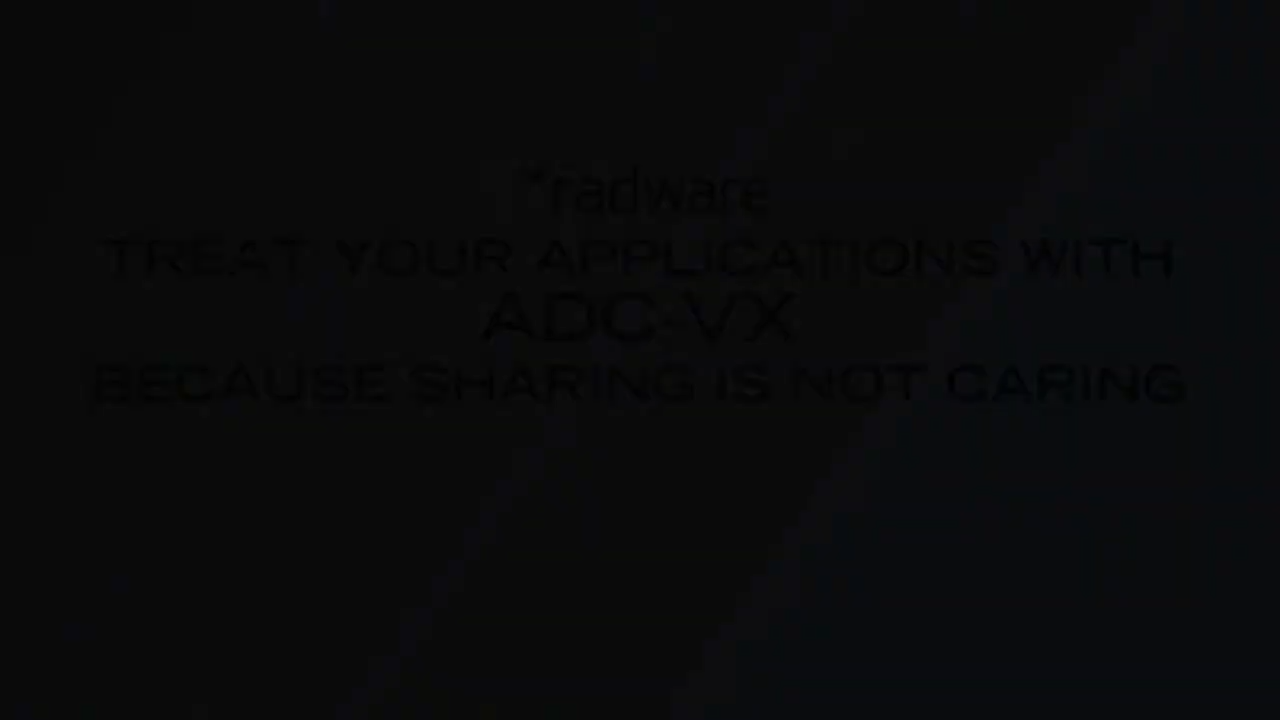 radware
TREAT YOUR APPLICATIONS WITH
ADC-VX
BECAUSE SHARING IS NOT CARING